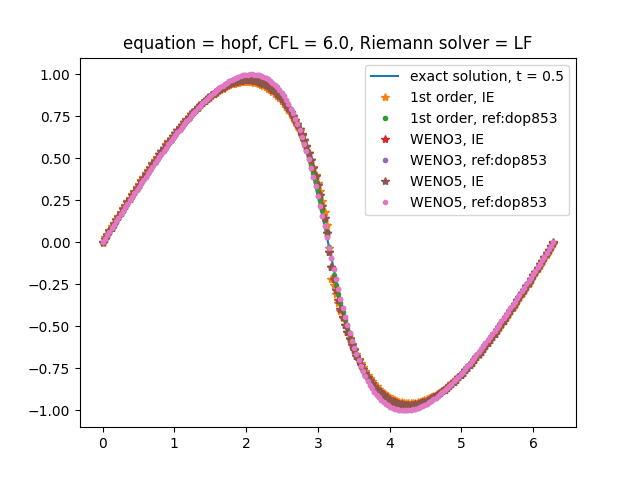 equation = hopf, CFL = 6.0, Riemann solver = LF
exact solution, t = 0.5
1st order, IE
1st order, ref:dop853
WENO3, IE
WENO3, ref:dop853
WENO5, IE
WENO5, ref:dop853
1.00
0.75
0.50
0.25
0.00
−0.25
−0.50
−0.75
−1.00
0 1 2 3 4 5 6